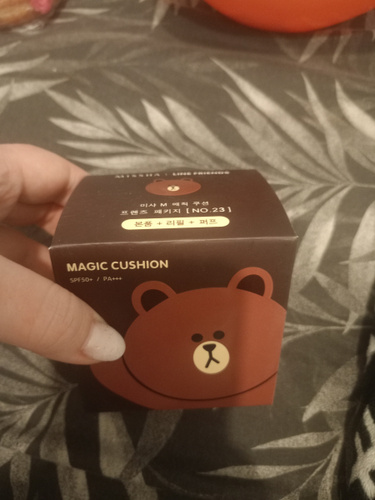 MISSHA × LINE FRIENDS
미샤 M 매직 쿠션
프렌즈 패키지 [NO.23]
본품 + 리필 + 퍼프
MAGIC CUSHION
SPF50+ / PA+++